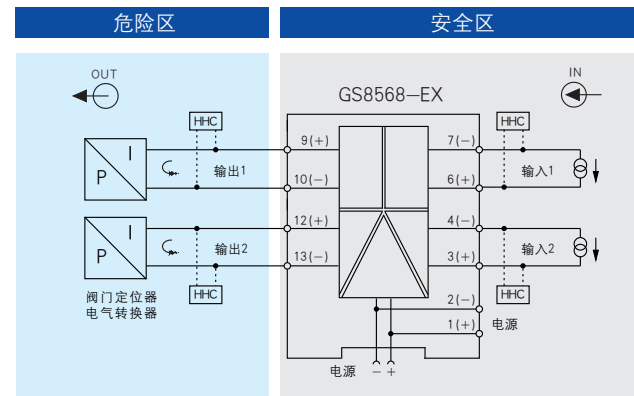 危险区
安全区
OUT
IN
GS8568-EX
HHC
HHC
I
P
9(+)
7(-)
输出1
输入1
10(-)
6(+)
I
P
12(+)
4(-)
输出2
输入2
13(-)
3(+)
HHC
HHC
阀门定位器
电气转换器
2(-)
1(+)
电源
电源 - +